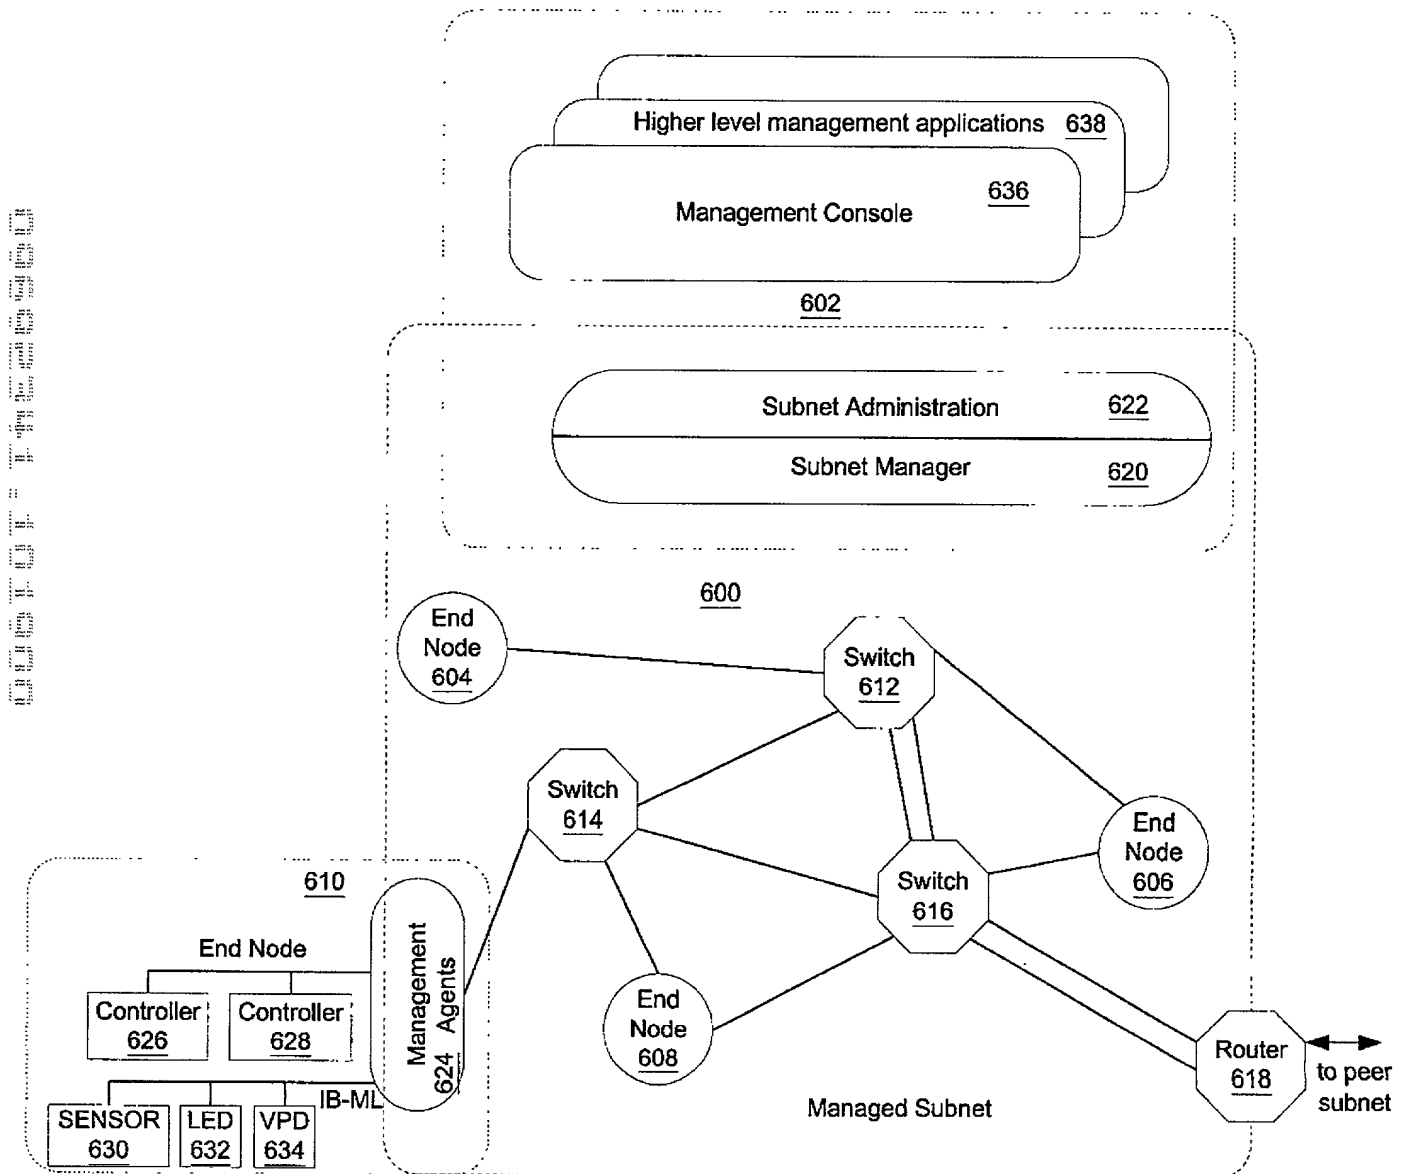 Higher level management applications 638
Management Console 636
602
Subnet Administration 622
Subnet Manager 620
600
End
Node
604
Switch
612
Switch
614
End
Node
606
Switch
616
610
End Node
Controller
626
Controller
628
Management
624 Agents
End
Node
608
Router
618
to peer
subnet
IB-ML
SENSOR
630
LED
632
VPD
634
Managed Subnet